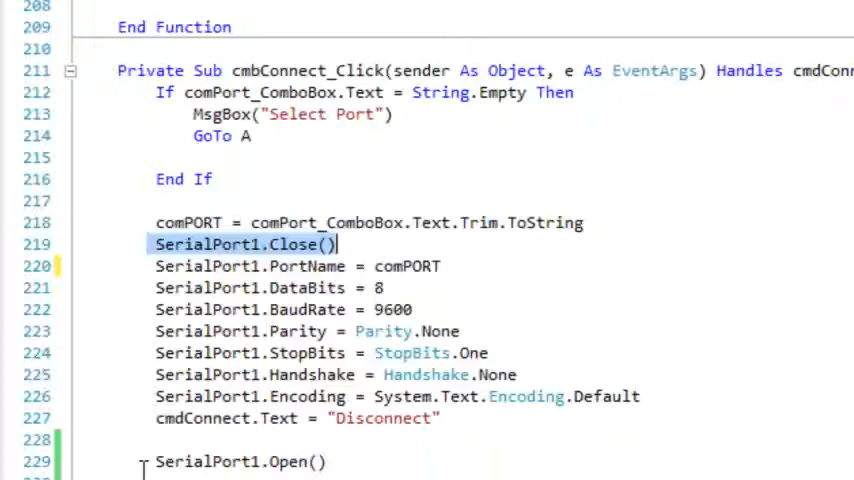 208
209 End Function
210
211 Private Sub cmbConnect_Click(sender As Object, e As EventArgs) Handles cmdConn
212 If comPort_ComboBox.Text = String.Empty Then
213 MsgBox("Select Port")
214 GoTo A
215
216 End If
217
218 comPORT = comPort_ComboBox.Text.Trim.ToString
219 SerialPort1.Close()
220 SerialPort1.PortName = comPORT
221 SerialPort1.DataBits = 8
222 SerialPort1.BaudRate = 9600
223 SerialPort1.Parity = Parity.None
224 SerialPort1.StopBits = StopBits.One
225 SerialPort1.Handshake = Handshake.None
226 SerialPort1.Encoding = System.Text.Encoding.Default
227 cmdConnect.Text = "Disconnect"
228
229 SerialPort1.Open()